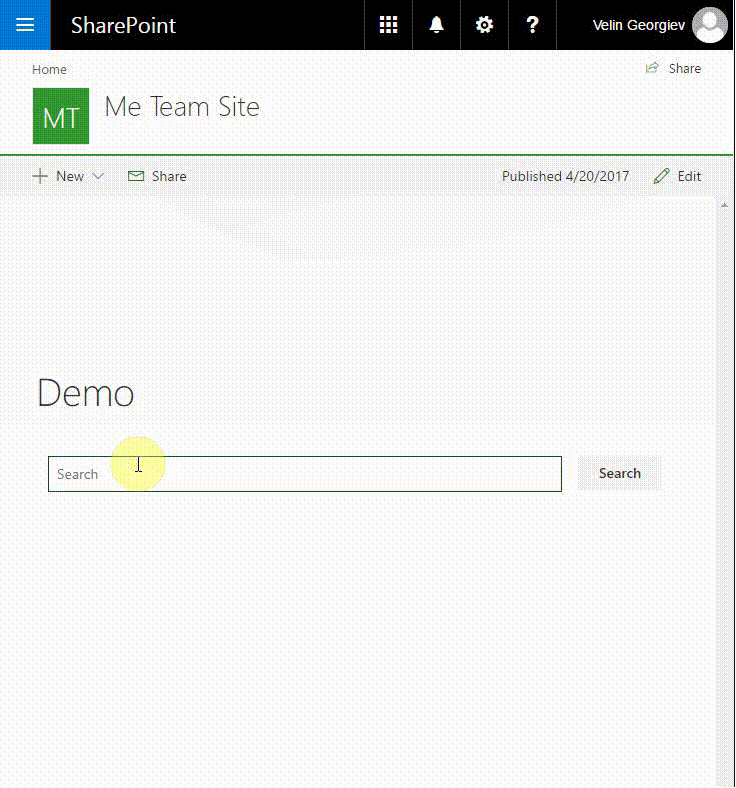 SharePoint
?
Velin Georgiev
Home
Share
MT
Me Team Site
New
Share
Published 4/20/2017
Edit
Demo
Search
Search